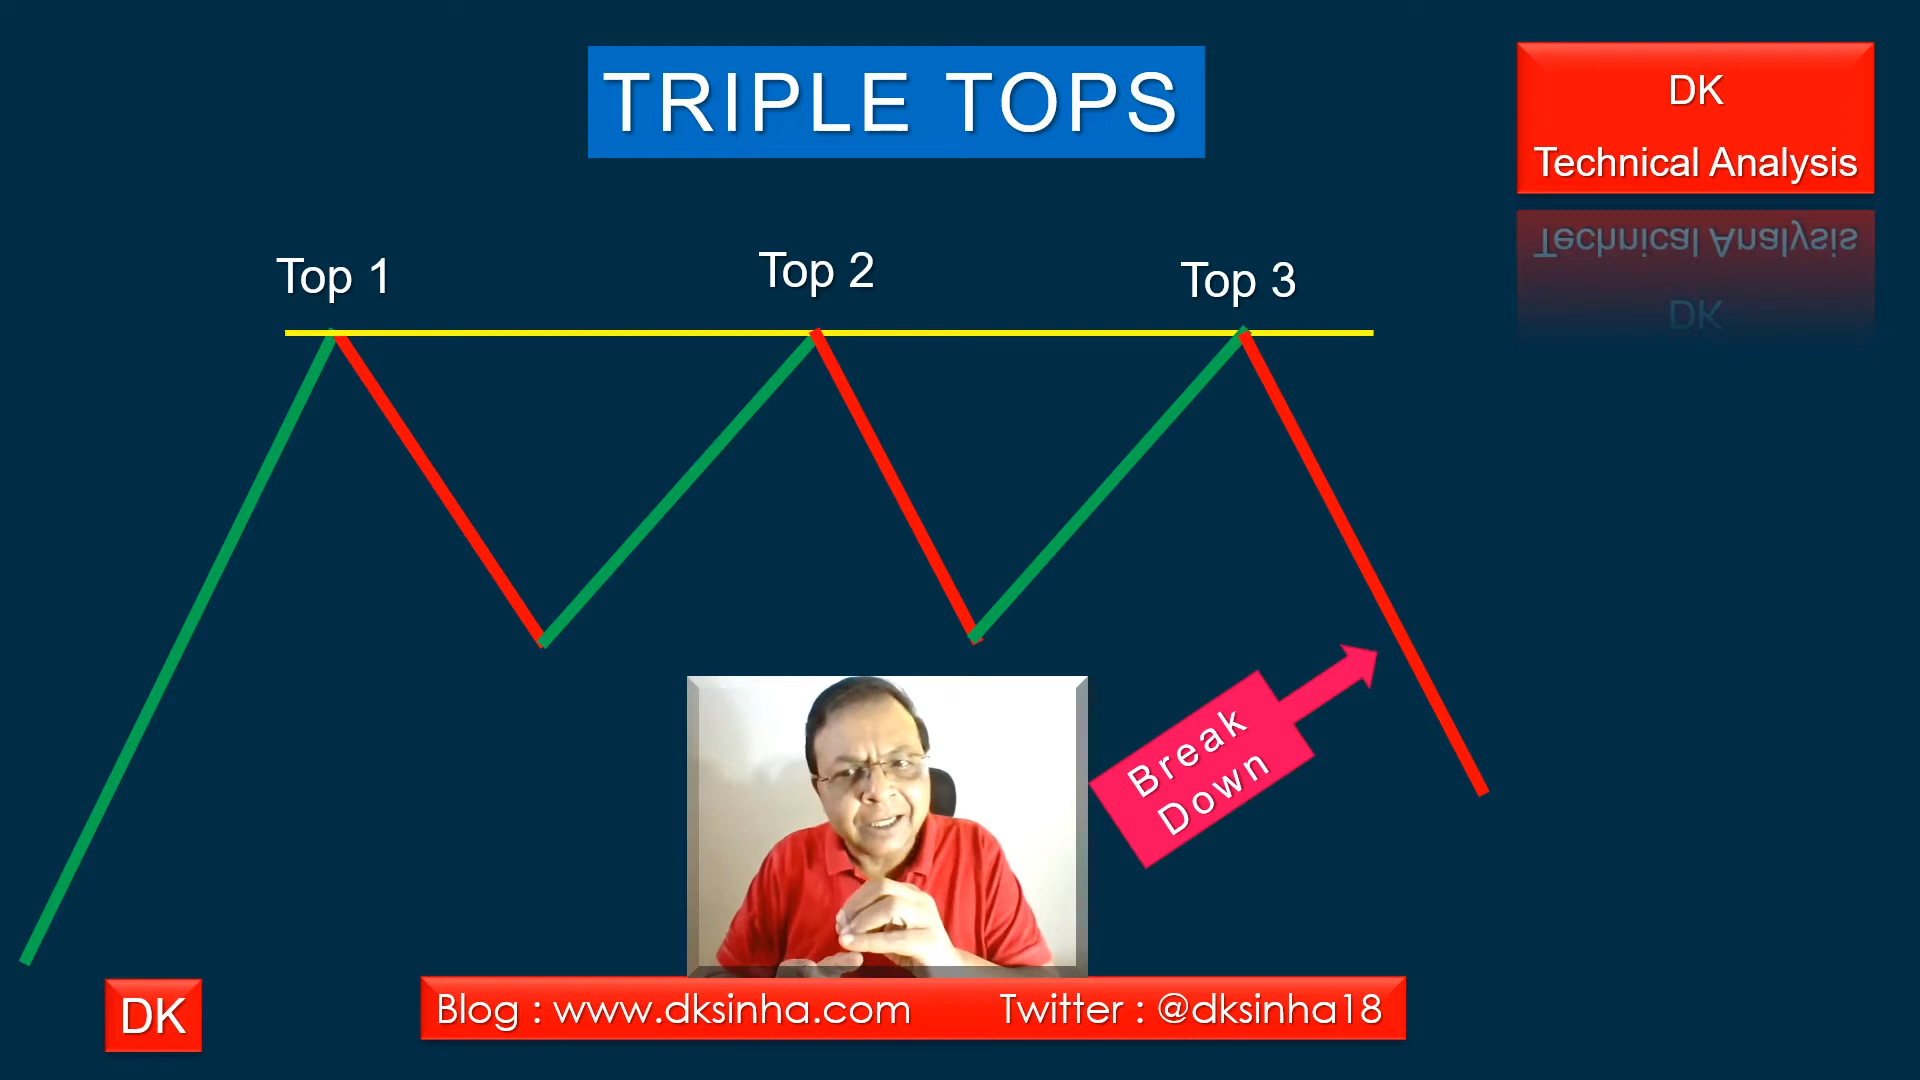 TRIPLE TOPS
DK
Technical Analysis
Technical Analysis
DK
Top 1
Top 2
Top 3
Break
Down
DK
Blog : www.dksinha.com Twitter : @dksinha18